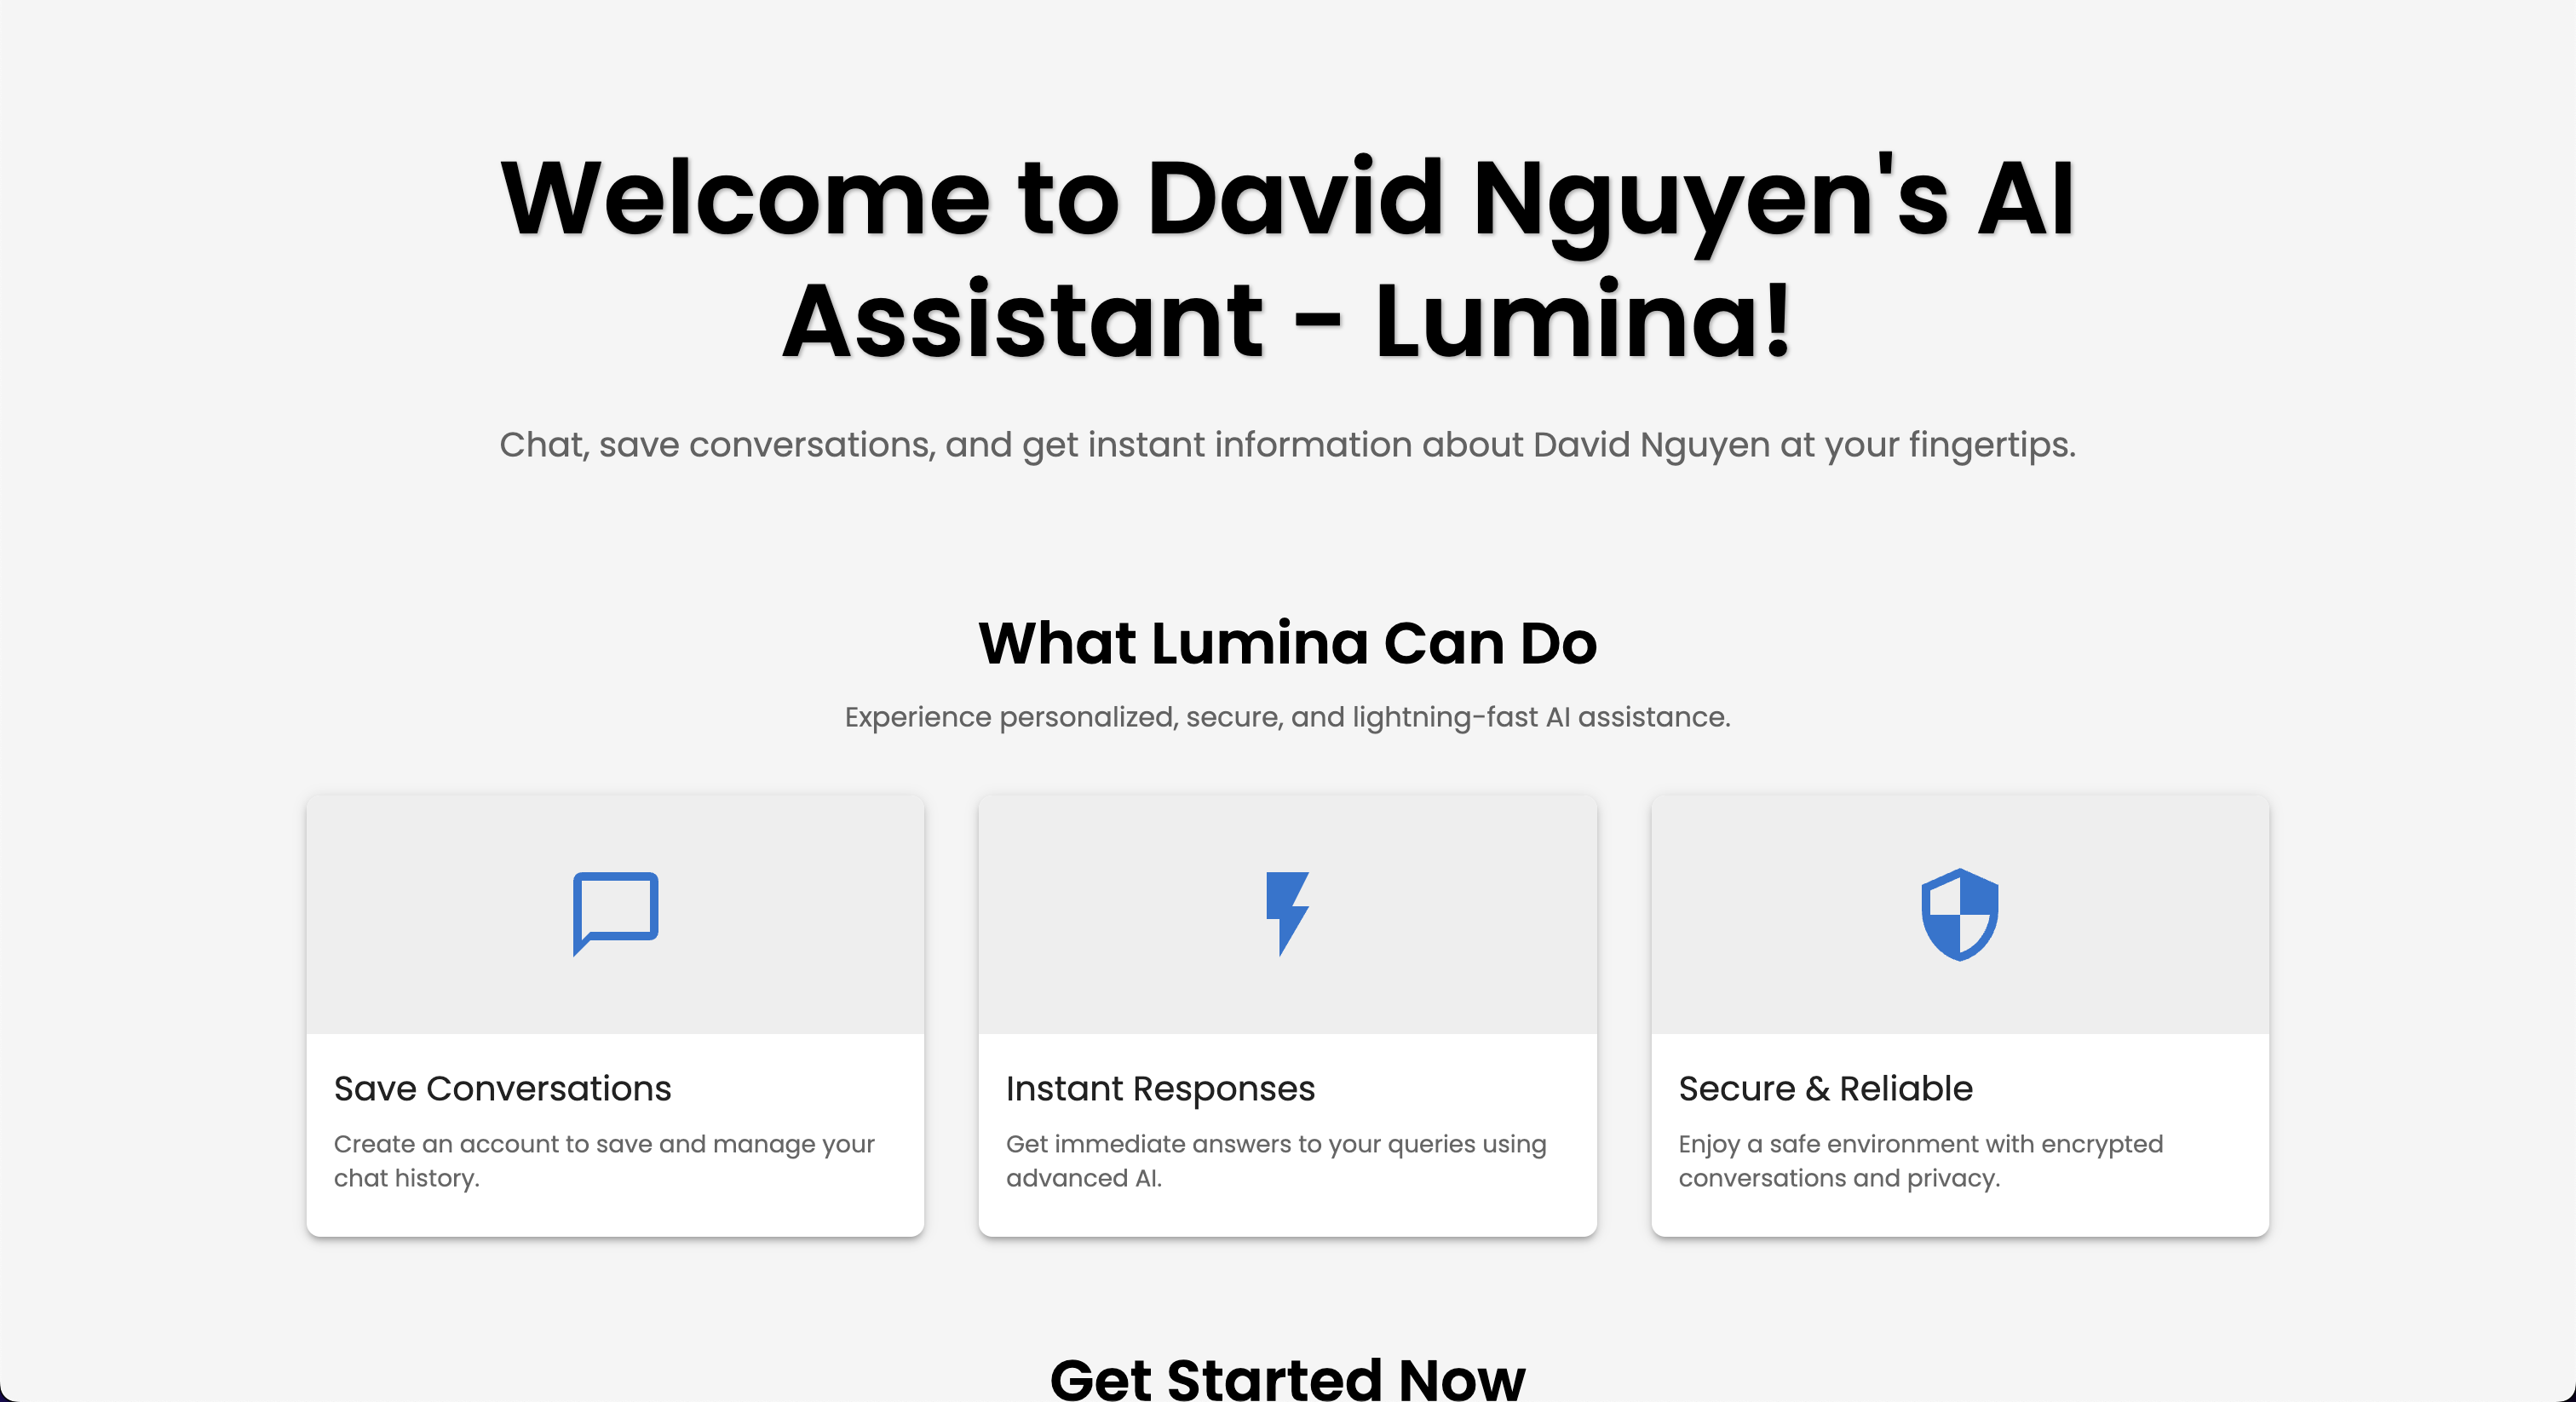 Welcome to David Nguyen's AI
Assistant - Lumina!
Chat, save conversations, and get instant information about David Nguyen at your fingertips.
What Lumina Can Do
Experience personalized, secure, and lightning-fast AI assistance.
Save Conversations
Create an account to save and manage your
chat history.
Instant Responses
Get immediate answers to your queries using
advanced AI.
Secure & Reliable
Enjoy a safe environment with encrypted
conversations and privacy.
Get Started Now